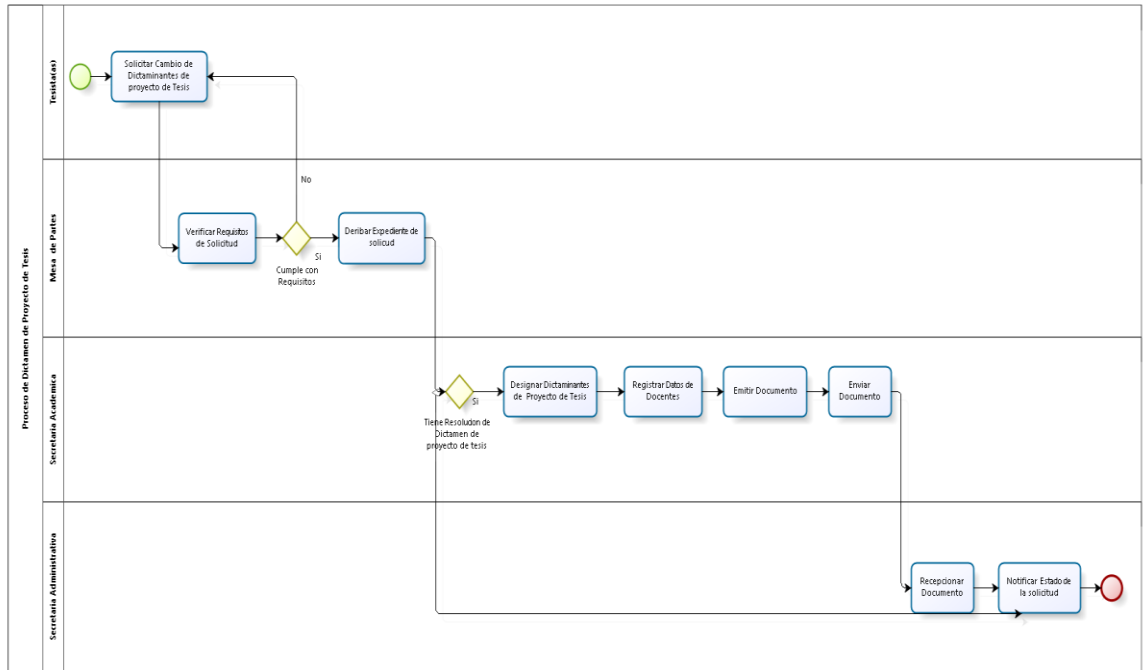 Proceso de Dictamen de Proyecto de Tesis
Tesista(as)
Solicitar Cambio de
Dictaminantes de
proyecto de Tesis
Mesa de Partes
No
Verificar Requisitos
de Solicitud
Si
Cumple con
Requisitos
Deribar Expediente de
solicud
Secretaria Academica
Si
Tiene Resolucion de
Dictamen de
proyecto de tesis
Designar Dictaminantes
de Proyecto de Tesis
Registrar Datos de
Docentes
Emitir Documento
Enviar
Documento
Secretaria Administrativa
Recepcionar
Documento
Notificar Estado de
la solicitud